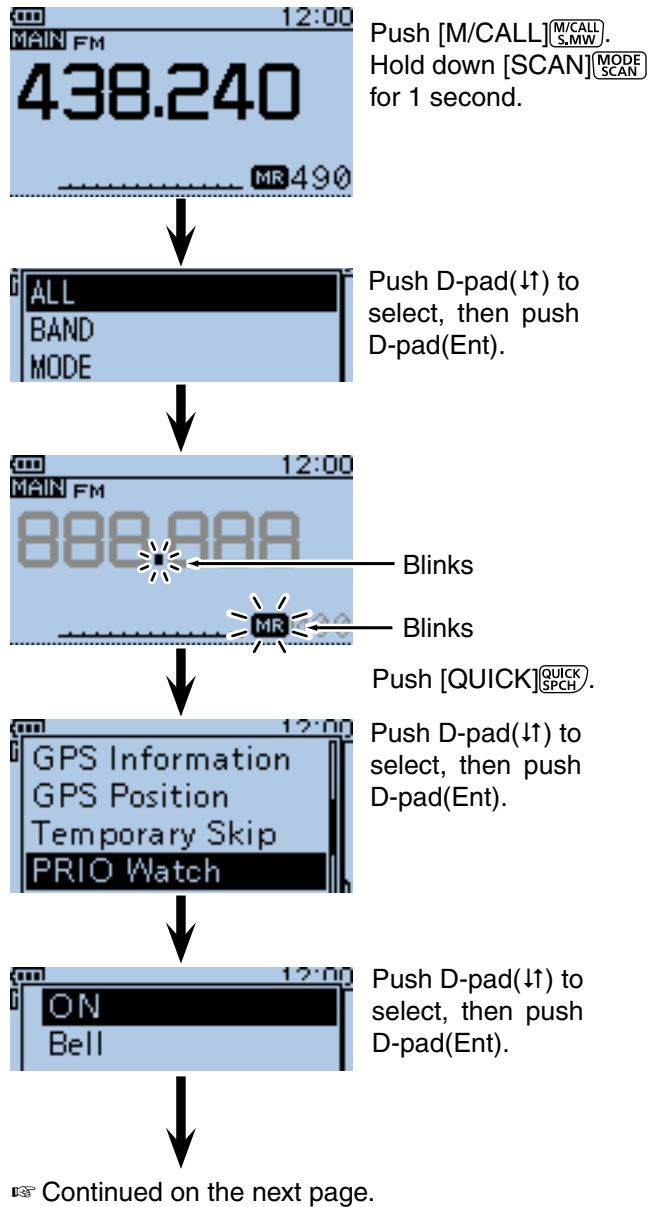 12:00
MAIN FM
438.240
MR 490
Push [M/CALL] M/CALL S.MW.
Hold down [SCAN] MODE SCAN
for 1 second.
ALL
BAND
MODE
Push D-pad(↓↑) to
select, then push
D-pad(Ent).
12:00
MAIN FM
888.888
MR 490
Blinks
Blinks
Push [QUICK] QUICK SPCH.
12:00
GPS Information
GPS Position
Temporary Skip
PRIO Watch
Push D-pad(↓↑) to
select, then push
D-pad(Ent).
12:00
ON
Bell
Push D-pad(↓↑) to
select, then push
D-pad(Ent).
☞ Continued on the next page.